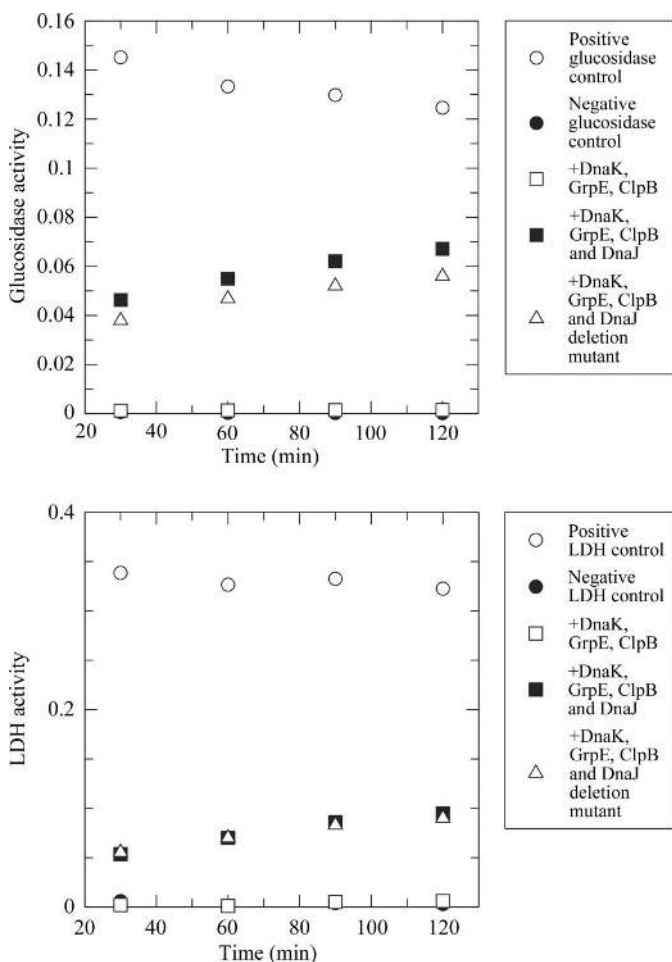 0.16
0.14
0.12
0.1
0.08
0.06
0.04
0.02
0
Glucosidase activity
20 40 60 80 100 120
Time (min)
Positive
glucosidase
control
Negative
glucosidase
control
+DnaK,
GrpE, ClpB
+DnaK,
GrpE, ClpB
and DnaJ
+DnaK,
GrpE, ClpB
and DnaJ
deletion
mutant
0.4
0.2
0
LDH activity
20 40 60 80 100 120
Time (min)
Positive
LDH control
Negative
LDH control
+DnaK,
GrpE, ClpB
+DnaK,
GrpE, ClpB
and DnaJ
+DnaK,
GrpE, ClpB
and DnaJ
deletion
mutant